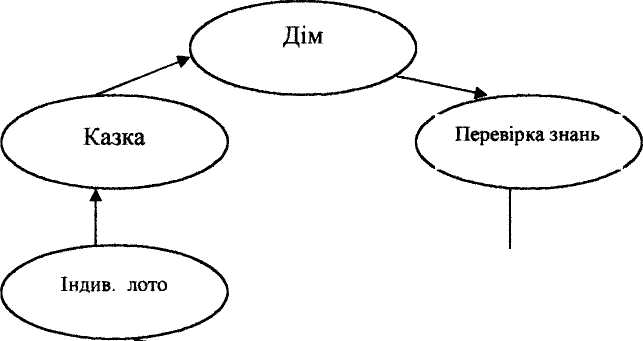 Дім
Казка
Перевірка знань
Індив. лото